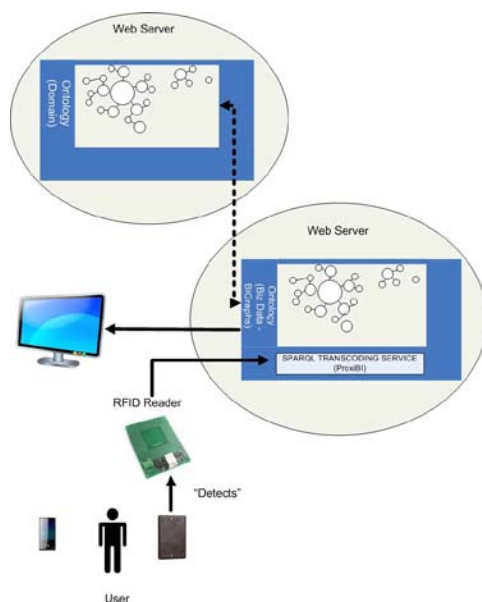 Web Server
Ontology
(Domain)
Web Server
Ontology
(Biz Data -
BIGraphs)
SPARQL TRANSCODING SERVICE
(ProxiBI)
RFID Reader
“Detects”
User